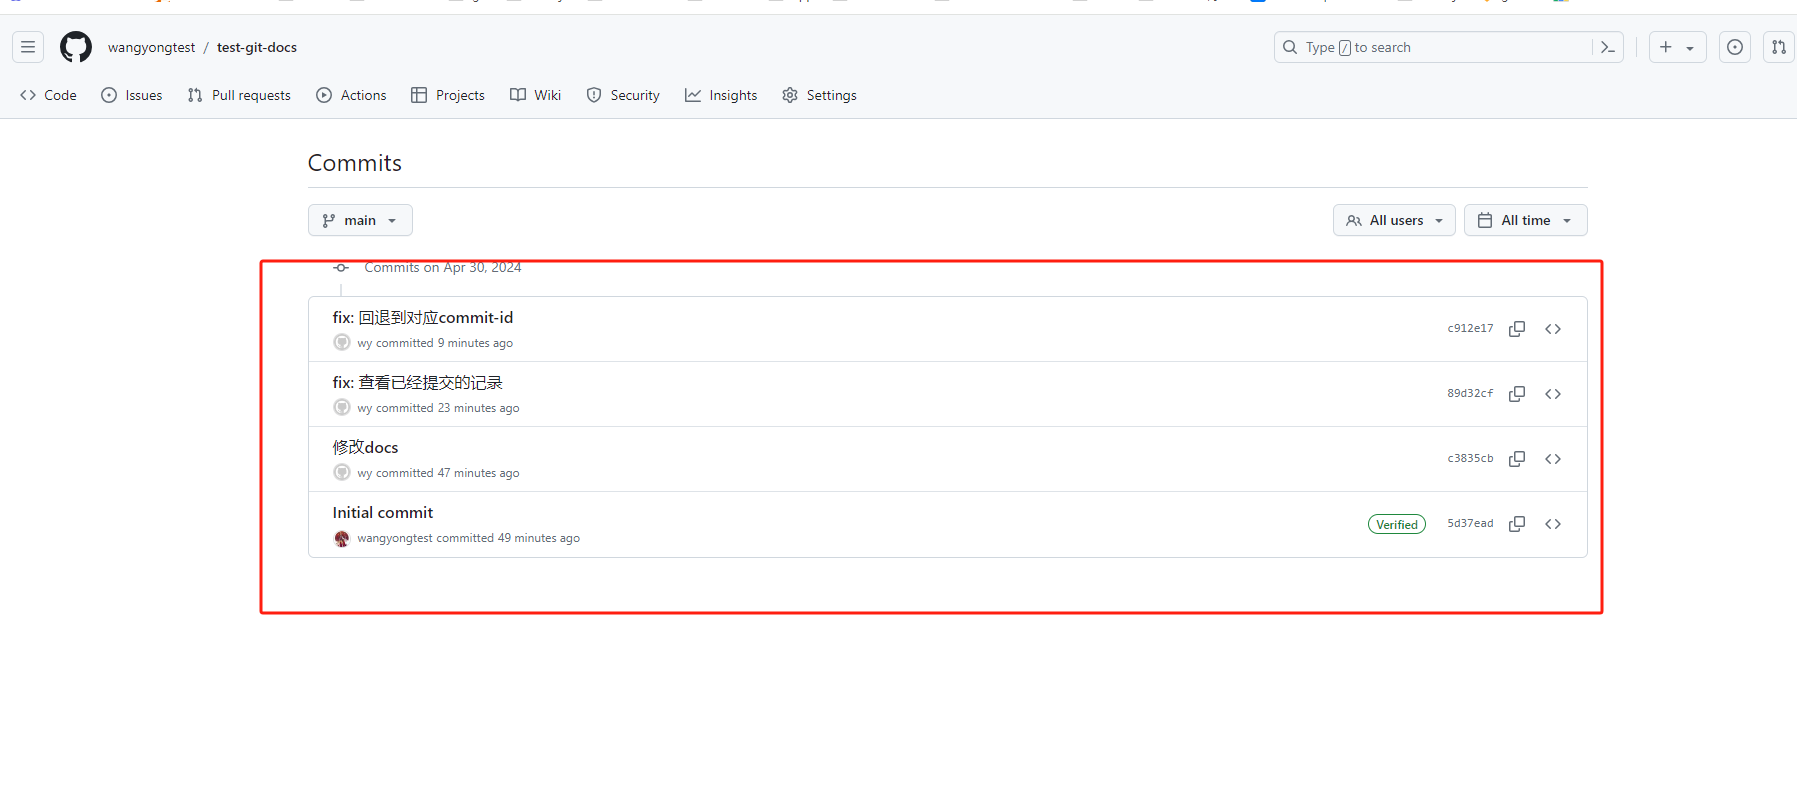 wangyongtest / test-git-docs
Type / to search
Code Issues Pull requests Actions Projects Wiki Security Insights Settings
Commits
main
All users All time
Commits on Apr 30, 2024
fix: 回退到对应commit-id
c912e17
wy committed 9 minutes ago
fix: 查看已经提交的记录
89d32cf
wy committed 23 minutes ago
修改docs
c3835cb
wy committed 47 minutes ago
Initial commit
Verified 5d37ead
wangyongtest committed 49 minutes ago